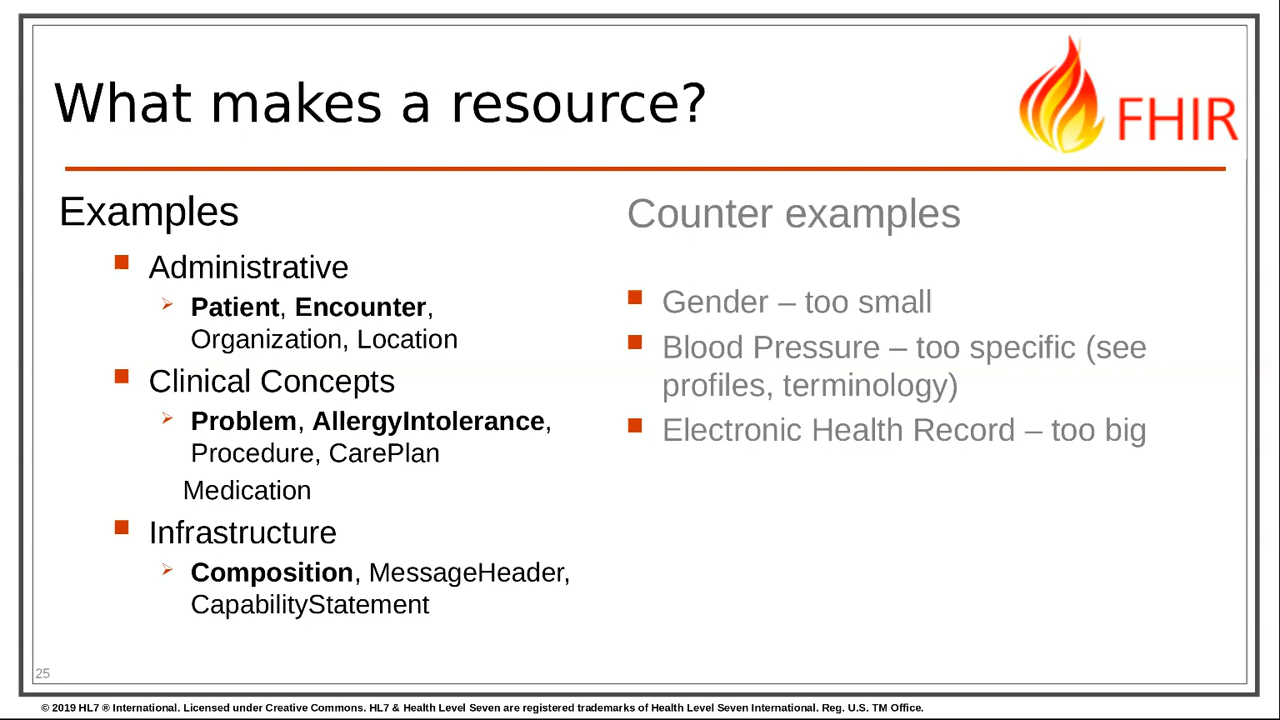 What makes a resource?
FHIR
Examples
Administrative
Patient, Encounter,
Organization, Location
Clinical Concepts
Problem, AllergyIntolerance,
Procedure, CarePlan
Medication
Infrastructure
Composition, MessageHeader,
CapabilityStatement
Counter examples
Gender – too small
Blood Pressure – too specific (see
profiles, terminology)
Electronic Health Record – too big
25
© 2019 HL7 ® International. Licensed under Creative Commons. HL7 & Health Level Seven are registered trademarks of Health Level Seven International. Reg. U.S. TM Office.